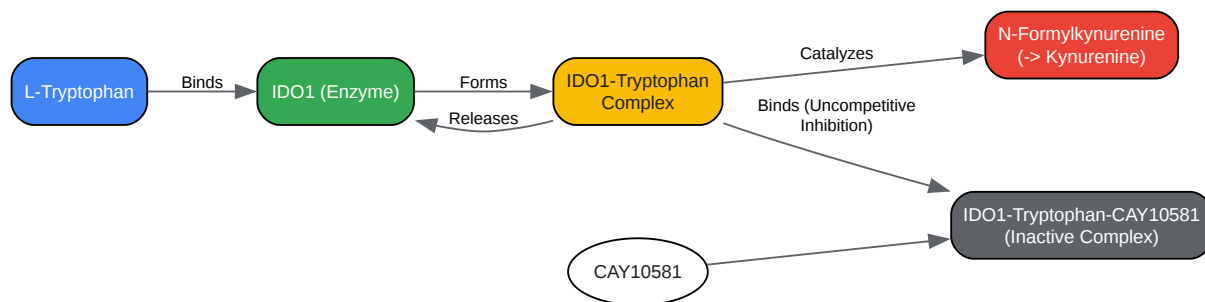 L-Tryptophan
Binds
IDO1 (Enzyme)
Forms
Releases
IDO1-Tryptophan
Complex
Catalyzes
N-Formylkynurenine
(-> Kynurenine)
Binds (Uncompetitive
Inhibition)
IDO1-Tryptophan-CAY10581
(Inactive Complex)
CAY10581